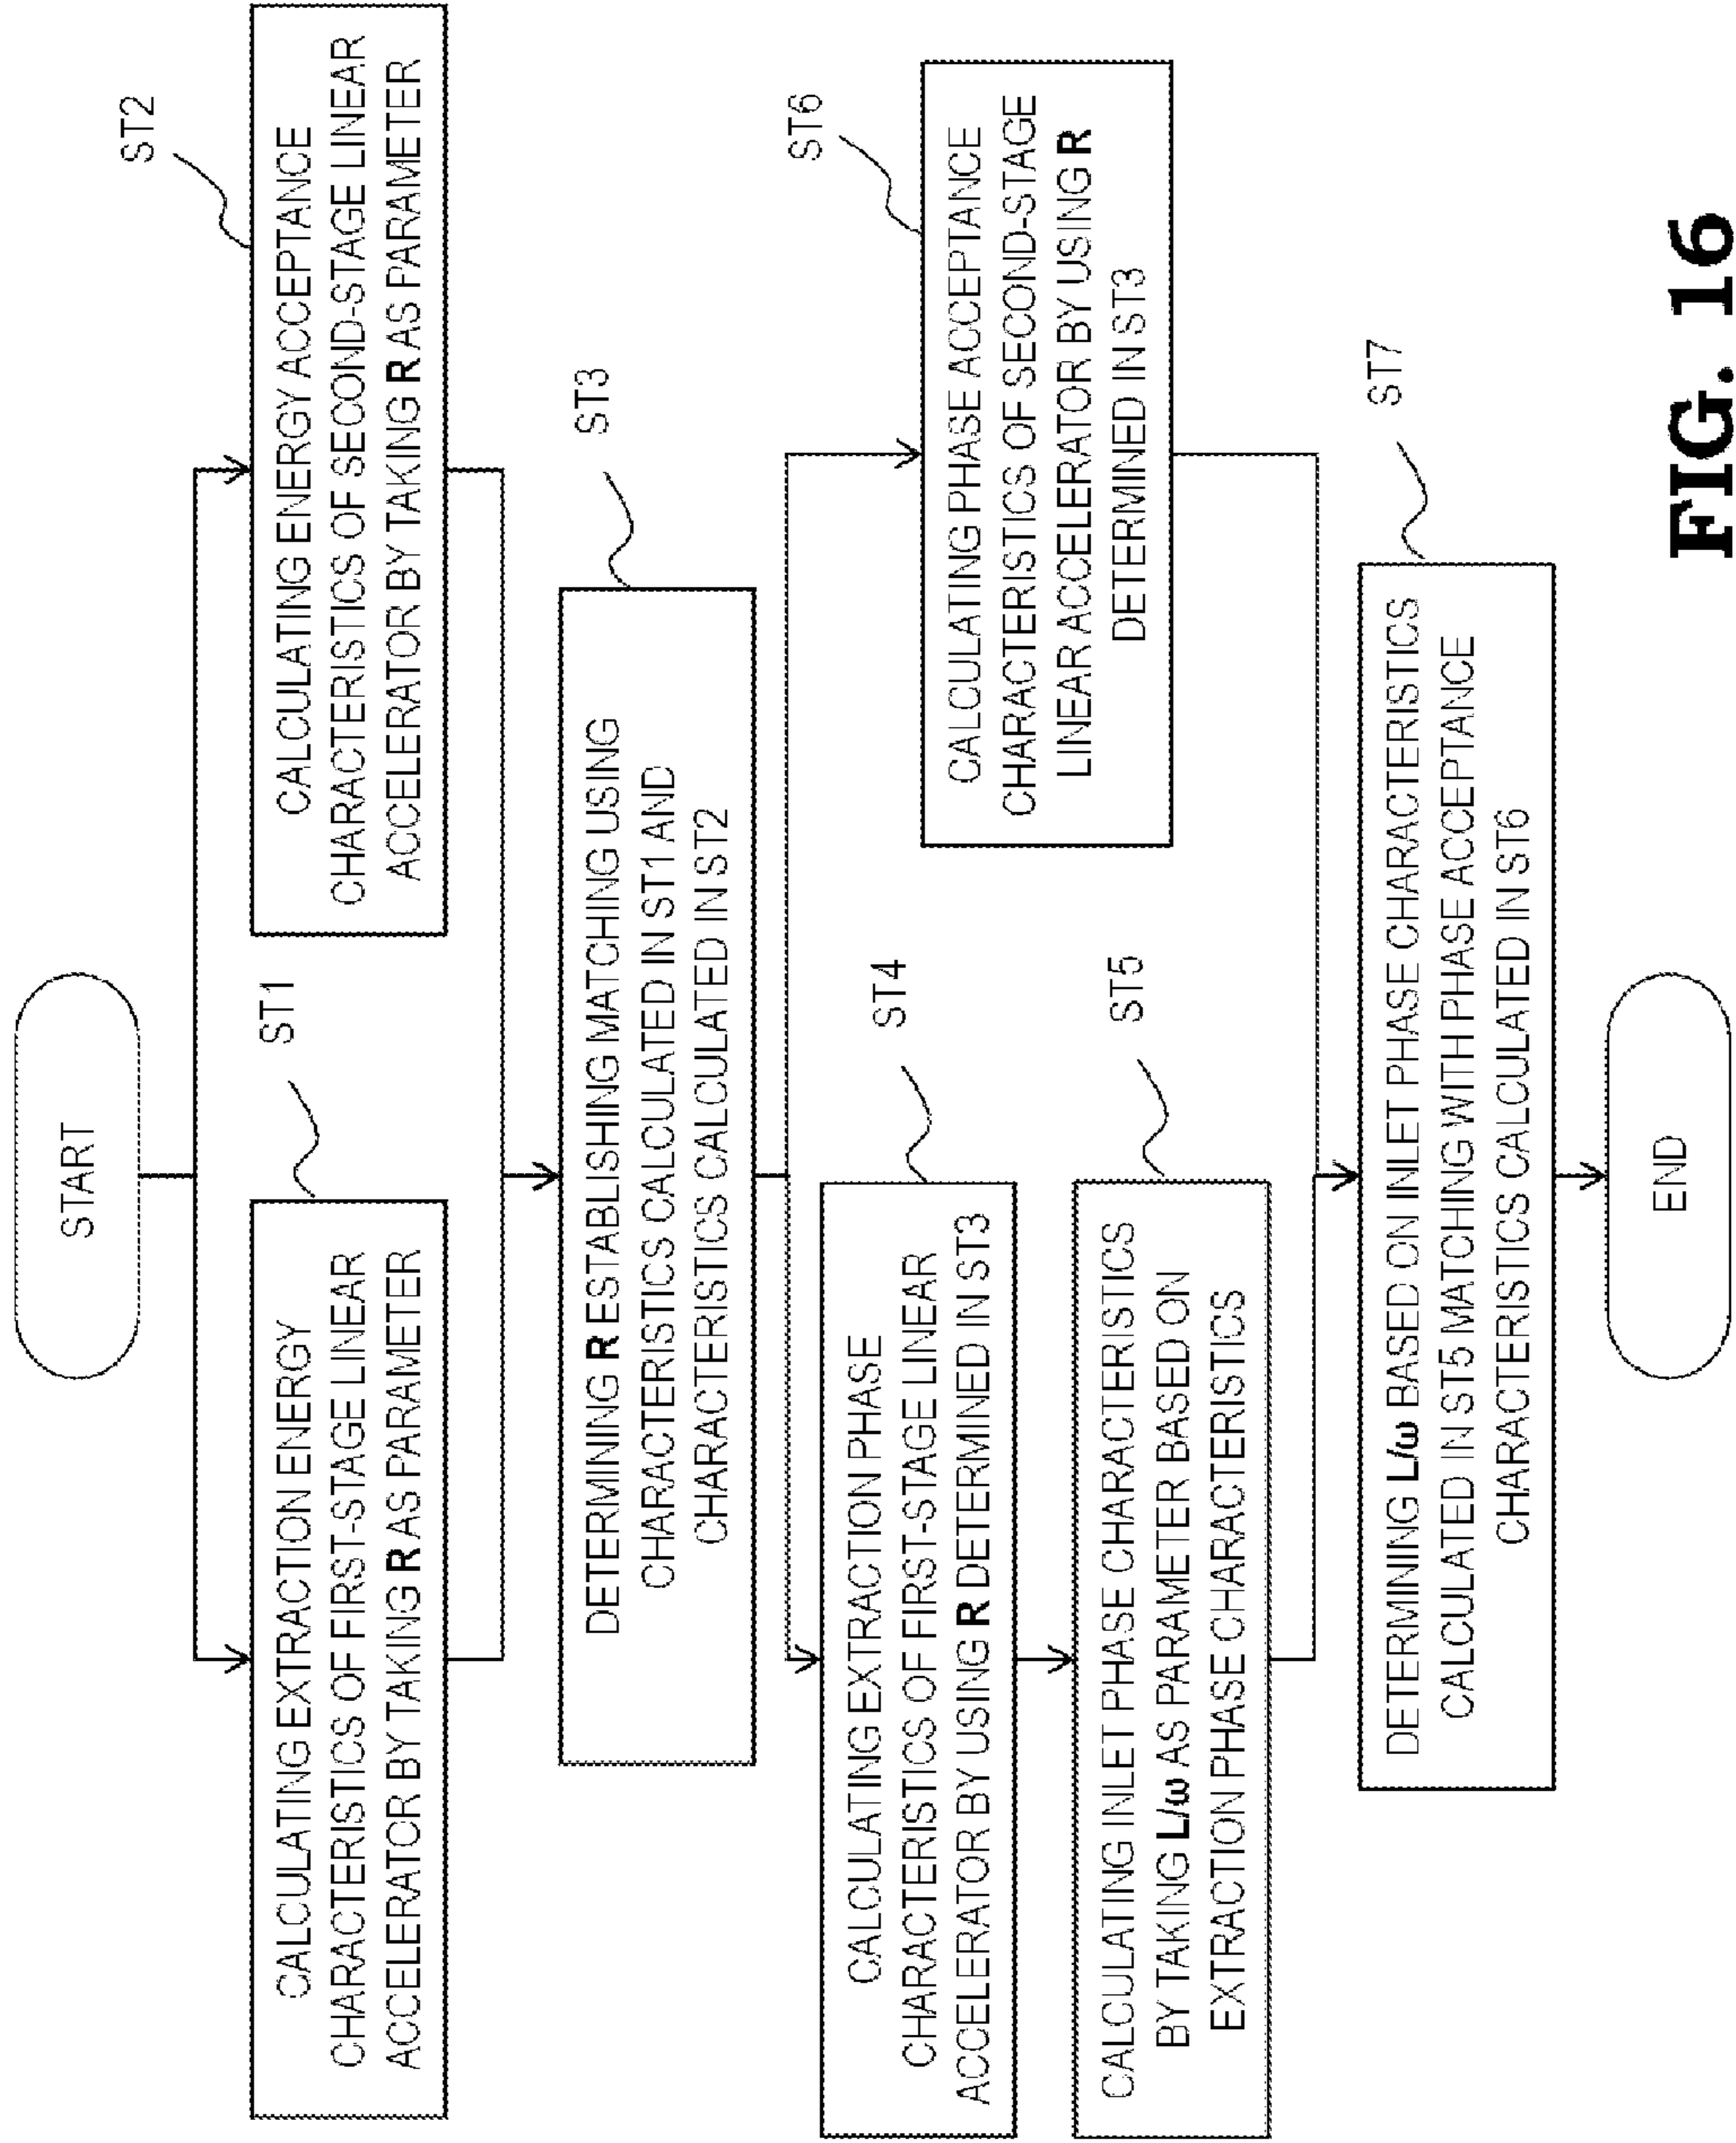 START
ST1
CALCULATING EXTRACTION ENERGY
CHARACTERISTICS OF FIRST-STAGE LINEAR
ACCELERATOR BY TAKING R AS PARAMETER
ST2
CALCULATING ENERGY ACCEPTANCE
CHARACTERISTICS OF SECOND-STAGE LINEAR
ACCELERATOR BY TAKING R AS PARAMETER
ST3
DETERMINING R ESTABLISHING MATCHING USING
CHARACTERISTICS CALCULATED IN ST1 AND
CHARACTERISTICS CALCULATED IN ST2
ST4
CALCULATING EXTRACTION PHASE
CHARACTERISTICS OF FIRST-STAGE LINEAR
ACCELERATOR BY USING R DETERMINED IN ST3
ST5
CALCULATING INLET PHASE CHARACTERISTICS
BY TAKING L/ω AS PARAMETER BASED ON
EXTRACTION PHASE CHARACTERISTICS
ST6
CALCULATING PHASE ACCEPTANCE
CHARACTERISTICS OF SECOND-STAGE
LINEAR ACCELERATOR BY USING R
DETERMINED IN ST3
ST7
DETERMINING L/ω BASED ON INLET PHASE CHARACTERISTICS
CALCULATED IN ST5 MATCHING WITH PHASE ACCEPTANCE
CHARACTERISTICS CALCULATED IN ST6
END
FIG. 16